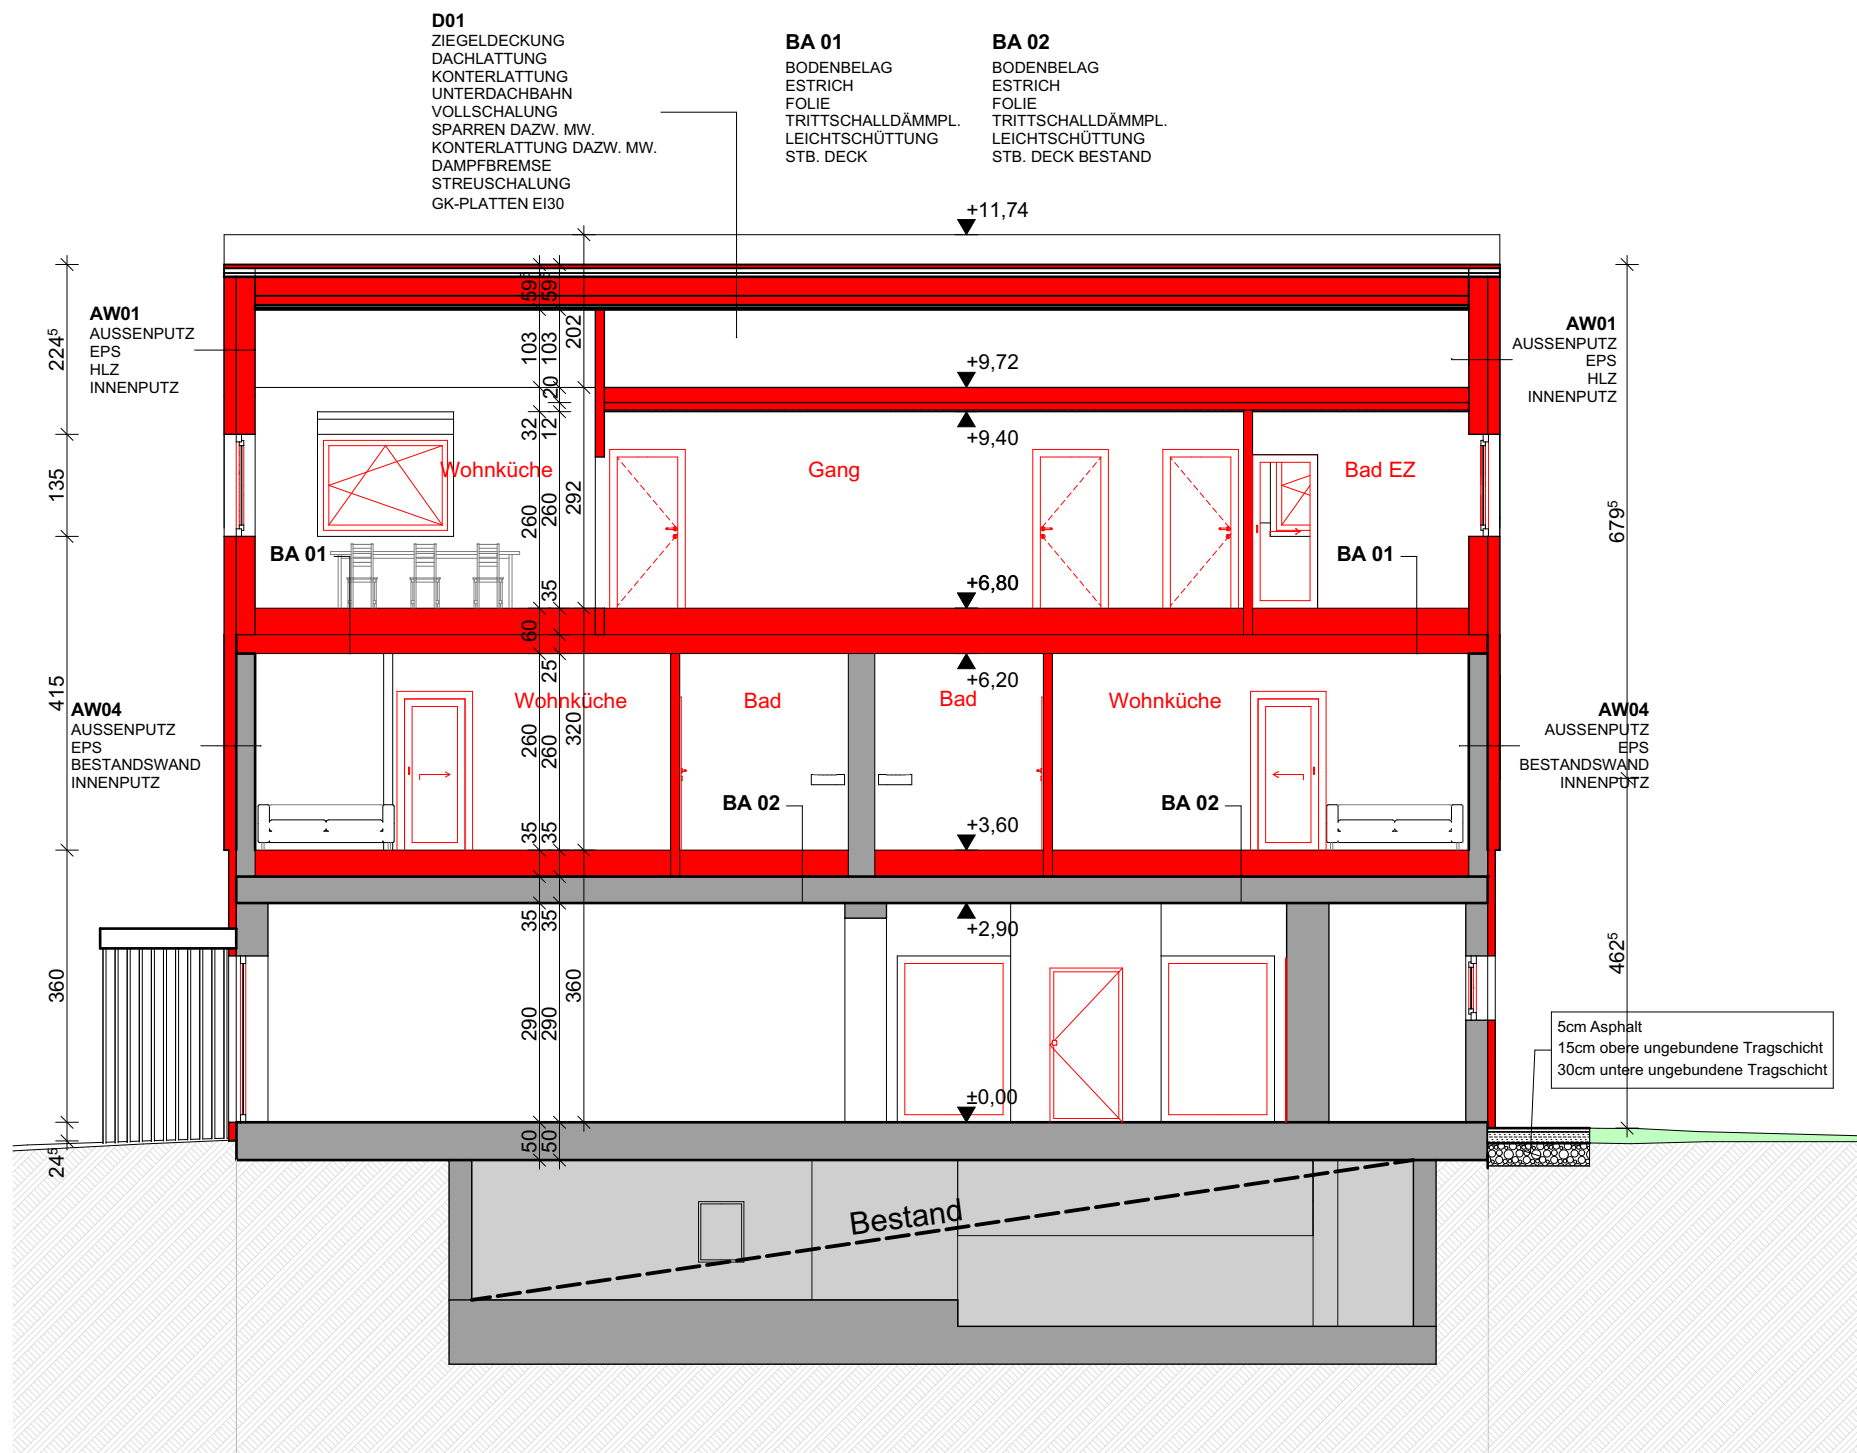 D01
ZIEGELDECKUNG
DACHLATTUNG
KONTERLATTUNG
UNTERDACHBAHN
VOLLSCHALUNG
SPARREN DAZW. MW.
KONTERLATTUNG DAZW. MW.
DAMPFBREMSE
STREUSCHALUNG
GK-PLATTEN EI30
BA 01
BODENBELAG
ESTRICH
FOLIE
TRITTSCHALLDÄMMPL.
LEICHTSCHÜTTUNG
STB. DECK
BA 02
BODENBELAG
ESTRICH
FOLIE
TRITTSCHALLDÄMMPL.
LEICHTSCHÜTTUNG
STB. DECK BESTAND
+11,74
AW01
AUSSENPUTZ
EPS
HLZ
INNENPUTZ
AW01
AUSSENPUTZ
EPS
HLZ
INNENPUTZ
224⁵
135
415
360
24⁵
59⁵
59⁵
103
103
202
20
32
12
260
260
292
35
60
25
260
260
320
35
35
35
35
290
290
360
50
50
679⁵
462⁵
+9,72
+9,40
Wohnküche
Gang
Bad EZ
BA 01
BA 01
+6,80
+6,20
Wohnküche
Bad
Bad
Wohnküche
AW04
AUSSENPUTZ
EPS
BESTANDSWAND
INNENPUTZ
AW04
AUSSENPUTZ
EPS
BESTANDSWAND
INNENPUTZ
BA 02
BA 02
+3,60
+2,90
±0,00
5cm Asphalt
15cm obere ungebundene Tragschicht
30cm untere ungebundene Tragschicht
Bestand